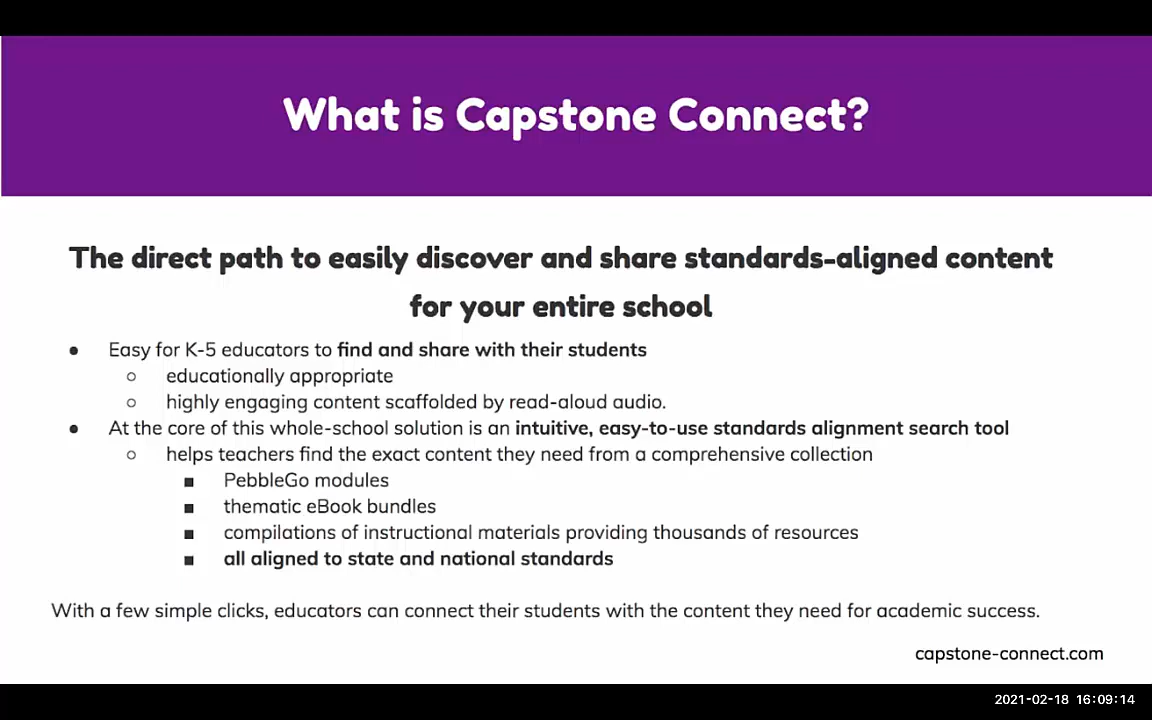 What is Capstone Connect?
The direct path to easily discover and share standards-aligned content
for your entire school
● Easy for K-5 educators to find and share with their students
○ educationally appropriate
○ highly engaging content scaffolded by read-aloud audio.
● At the core of this whole-school solution is an intuitive, easy-to-use standards alignment search tool
○ helps teachers find the exact content they need from a comprehensive collection
■ PebbleGo modules
■ thematic eBook bundles
■ compilations of instructional materials providing thousands of resources
■ all aligned to state and national standards
With a few simple clicks, educators can connect their students with the content they need for academic success.
capstone-connect.com
2021-02-18 16:09:14